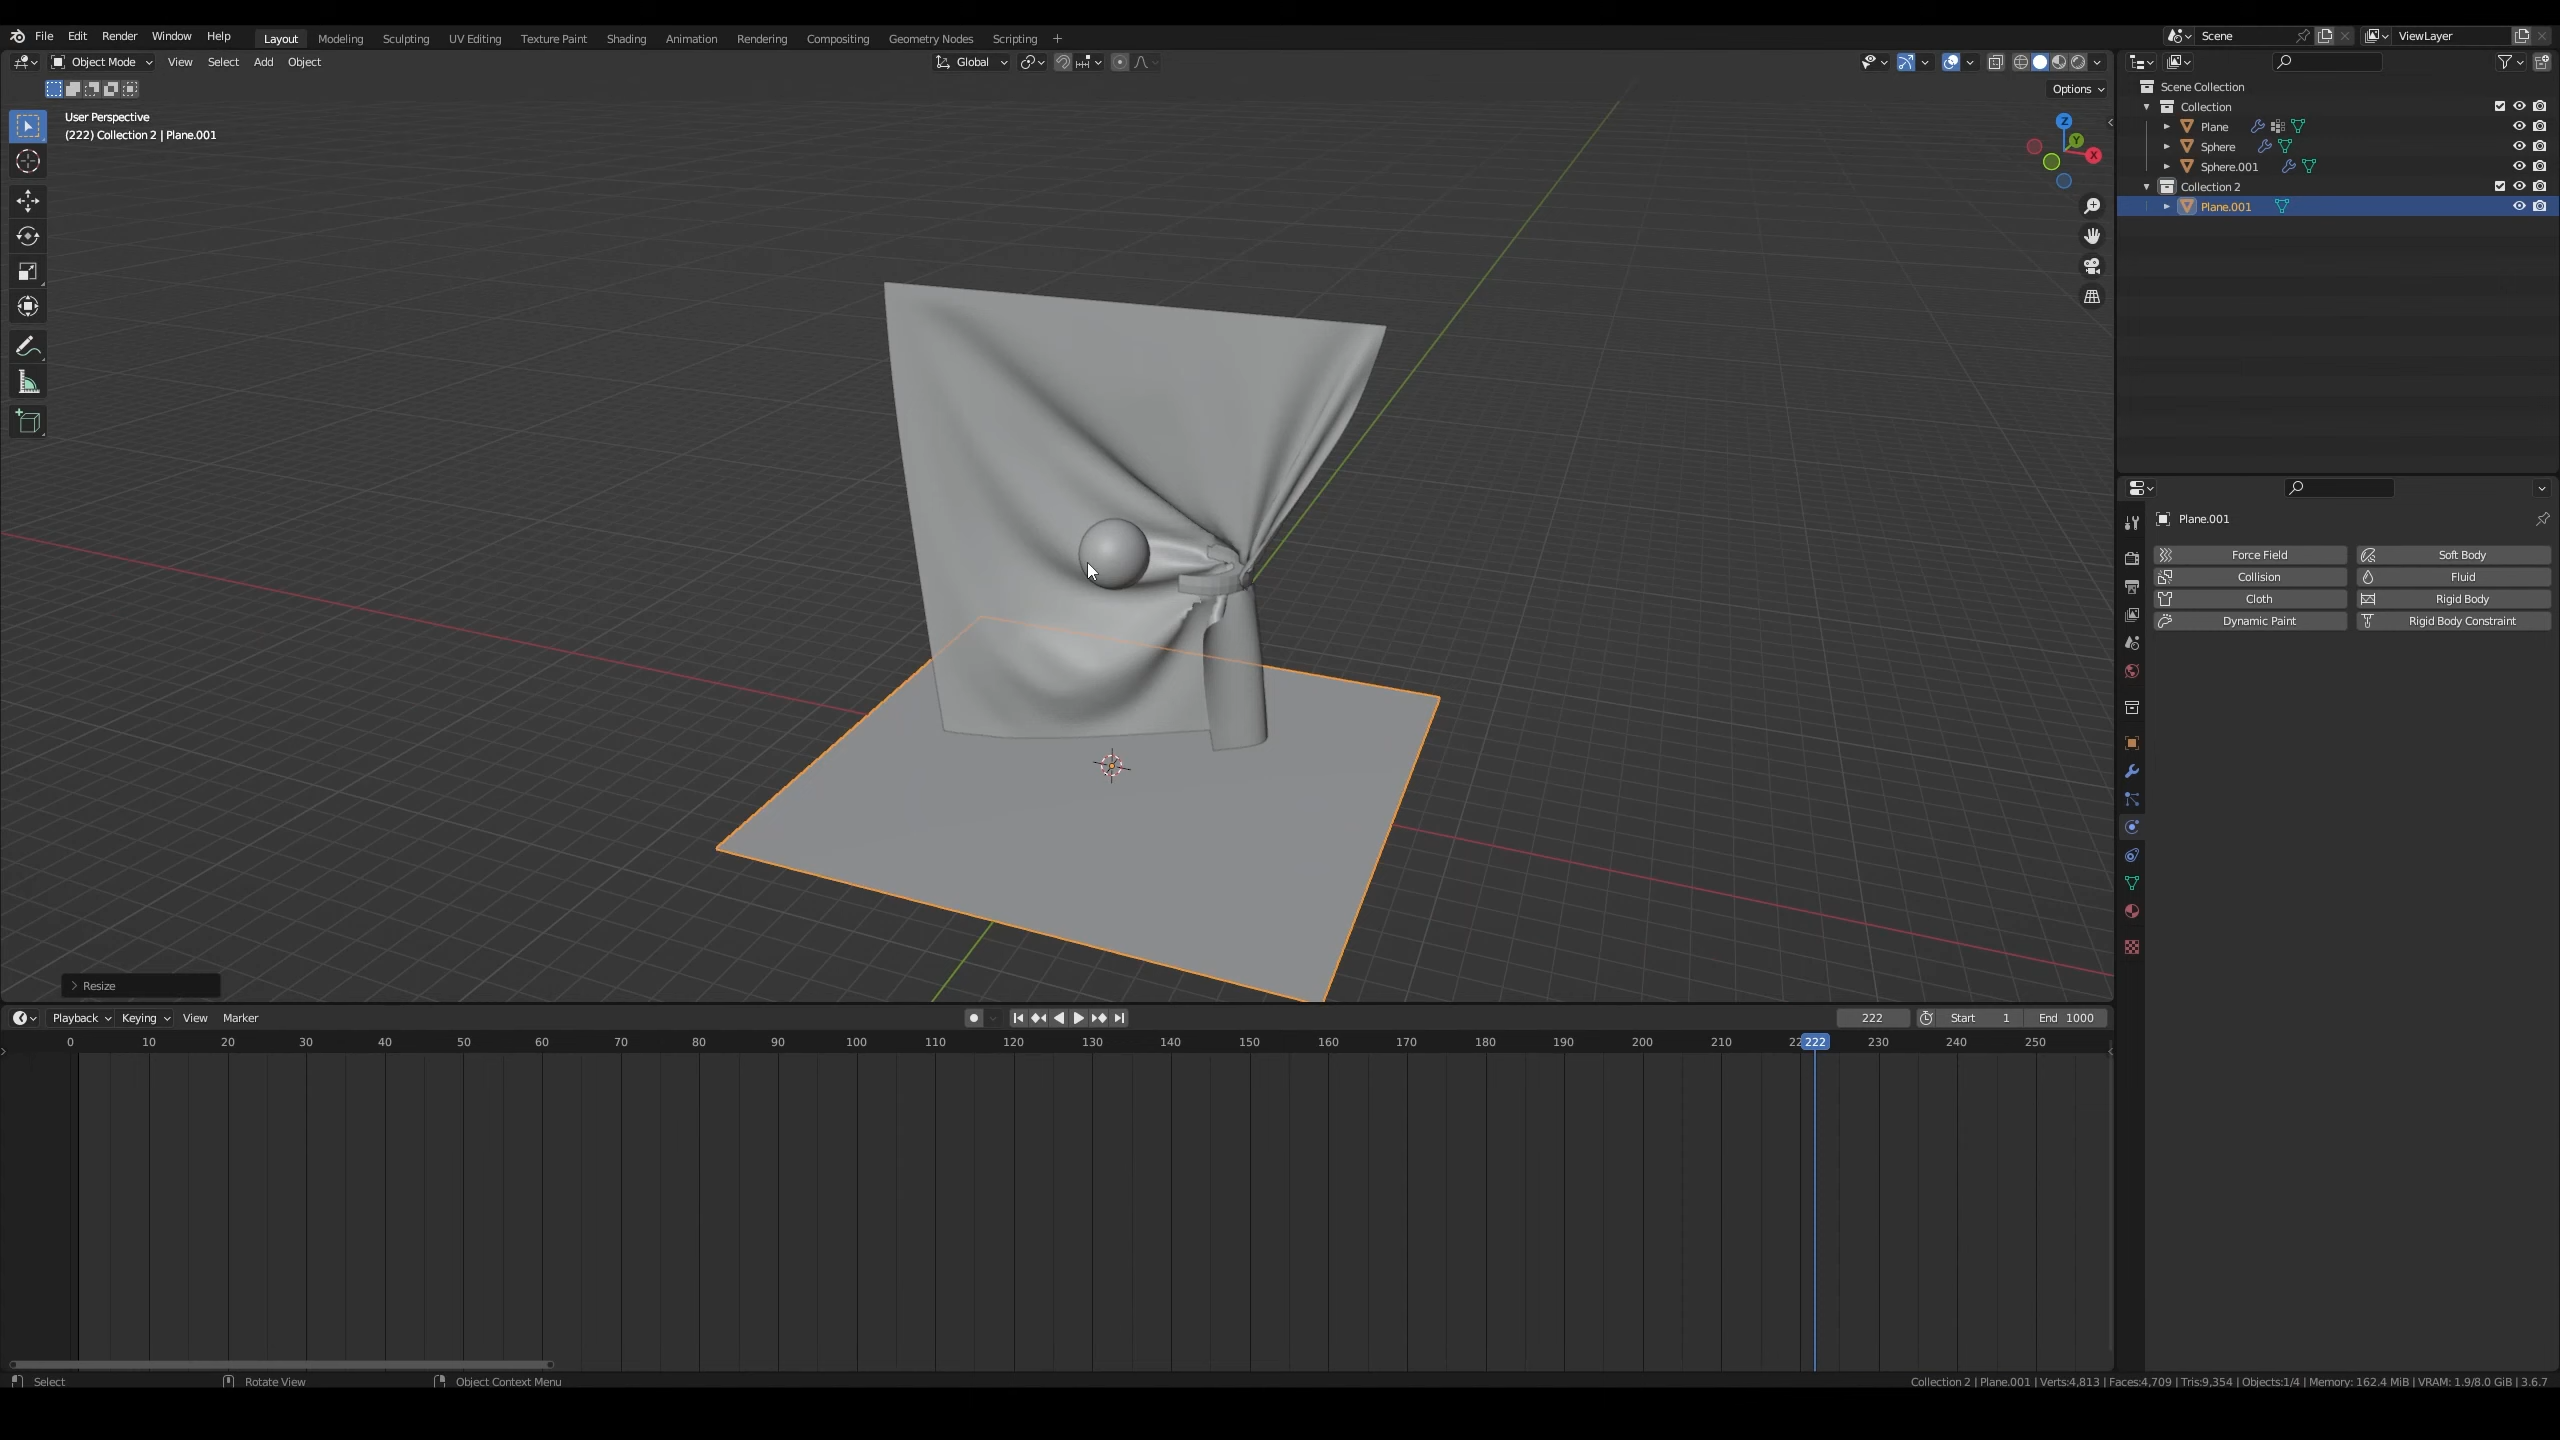 File Edit Render Window Help Layout Modeling Sculpting UV Editing Texture Paint Shading Animation Rendering Compositing Geometry Nodes Scripting + Scene ViewLayer
Object Mode View Select Add Object Global
Options
User Perspective
(222) Collection 2 | Plane.001
Z
Y
X
Resize
Scene Collection
Collection
Plane
Sphere
Sphere.001
Collection 2
Plane.001
Plane.001
Force Field Soft Body
Collision Fluid
Cloth Rigid Body
Dynamic Paint Rigid Body Constraint
Playback Keying View Marker 222 Start 1 End 1000
0 10 20 30 40 50 60 70 80 90 100 110 120 130 140 150 160 170 180 190 200 210 22 222 230 240 250
Select Rotate View Object Context Menu Collection 2 | Plane.001 | Verts:4,813 | Faces:4,709 | Tris:9,354 | Objects:1/4 | Memory: 162.4 MiB | VRAM: 1.9/8.0 GiB | 3.6.7